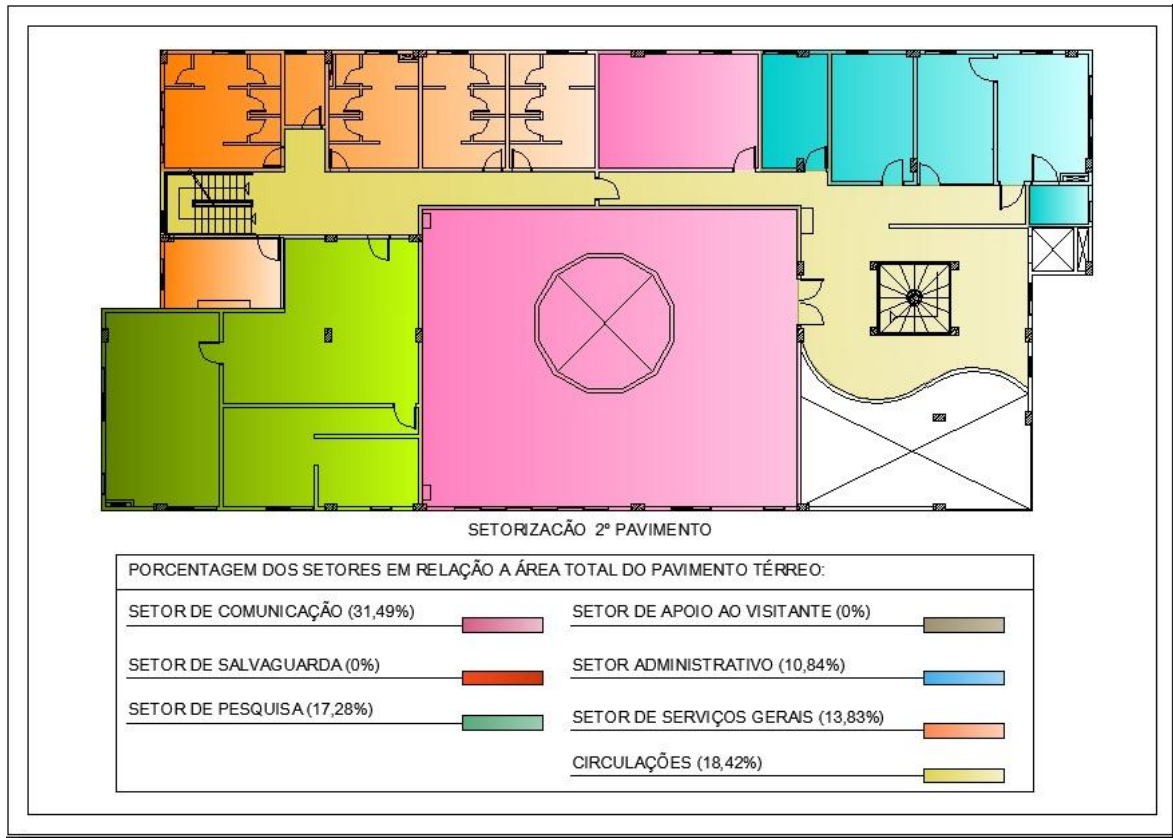 SETORIZACÃO 2º PAVIMENTO
PORCENTAGEM DOS SETORES EM RELAÇÃO A ÁREA TOTAL DO PAVIMENTO TÉRREO:
SETOR DE COMUNICAÇÃO (31,49%)
SETOR DE SALVAGUARDA (0%)
SETOR DE PESQUISA (17,28%)
SETOR DE APOIO AO VISITANTE (0%)
SETOR ADMINISTRATIVO (10,84%)
SETOR DE SERVIÇOS GERAIS (13,83%)
CIRCULAÇÕES (18,42%)